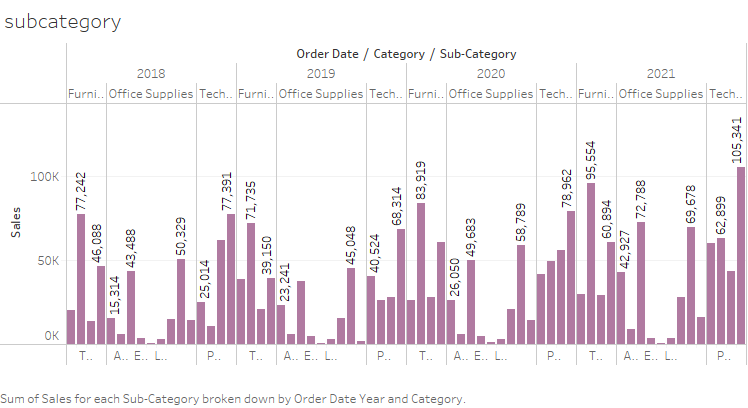 subcategory
Order Date / Category / Sub-Category
2018 2019 2020 2021
Furni.. Office Supplies Tech.. Furni.. Office Supplies Tech.. Furni.. Office Supplies Tech.. Furni.. Office Supplies Tech..
Sales
100K
50K
0K
77,242 46,088 15,314 43,488 50,329 25,014 77,391 71,735 39,150 23,241 45,048 40,524 68,314 83,919 26,050 49,683 58,789 78,962 95,554 60,894 42,927 72,788 69,678 62,899 105,341
T.. A.. E.. L.. P.. T.. A.. E.. L.. P.. T.. A.. E.. L.. P.. T.. A.. E.. L.. P..
Sum of Sales for each Sub-Category broken down by Order Date Year and Category.